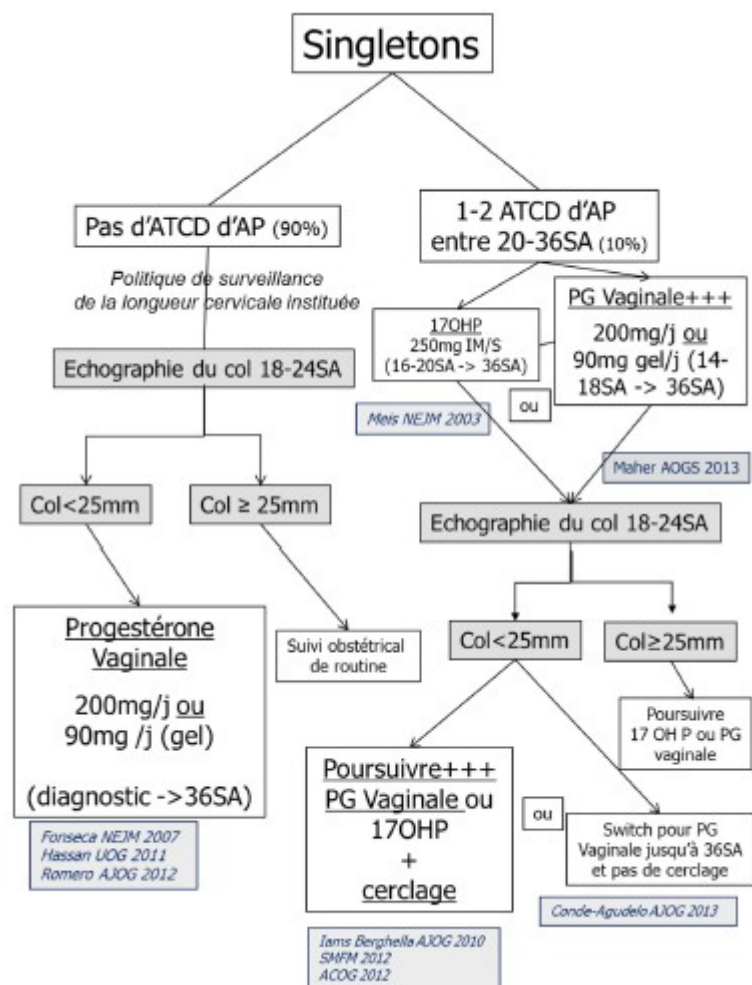 Singletons
Pas d'ATCD d'AP (90%)
1-2 ATCD d'AP
entre 20-36SA (10%)
Politique de surveillance
de la longueur cervicale instituée
17OHP
250mg IM/S
(16-20SA -> 36SA)
PG Vaginale+++
200mg/j ou
90mg gel/j (14-
18SA -> 36SA)
ou
Meis NEJM 2003
Maher AOGS 2013
Echographie du col 18-24SA
Echographie du col 18-24SA
Col<25mm
Col ≥ 25mm
Col<25mm
Col≥25mm
Progestérone
Vaginale
200mg/j ou
90mg /j (gel)
(diagnostic ->36SA)
Suivi obstétrical
de routine
Poursuivre
17 OH P ou PG
vaginale
Poursuivre+++
PG Vaginale ou
17OHP
+
cerclage
ou
Switch pour PG
Vaginale jusqu'à 36SA
et pas de cerclage
Fonseca NEJM 2007
Hassan UOG 2011
Romero AJOG 2012
Conde-Agudelo AJOG 2013
Iams Berghella AJOG 2010
SMFM 2012
ACOG 2012